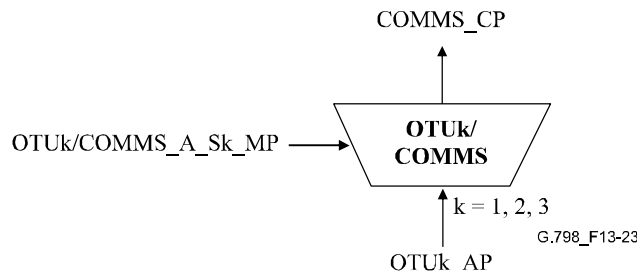 COMMS_CP
OTUk/COMMS_A_Sk_MP
OTUk/
COMMS
k = 1, 2, 3
G.798_F13-23
OTUk_AP